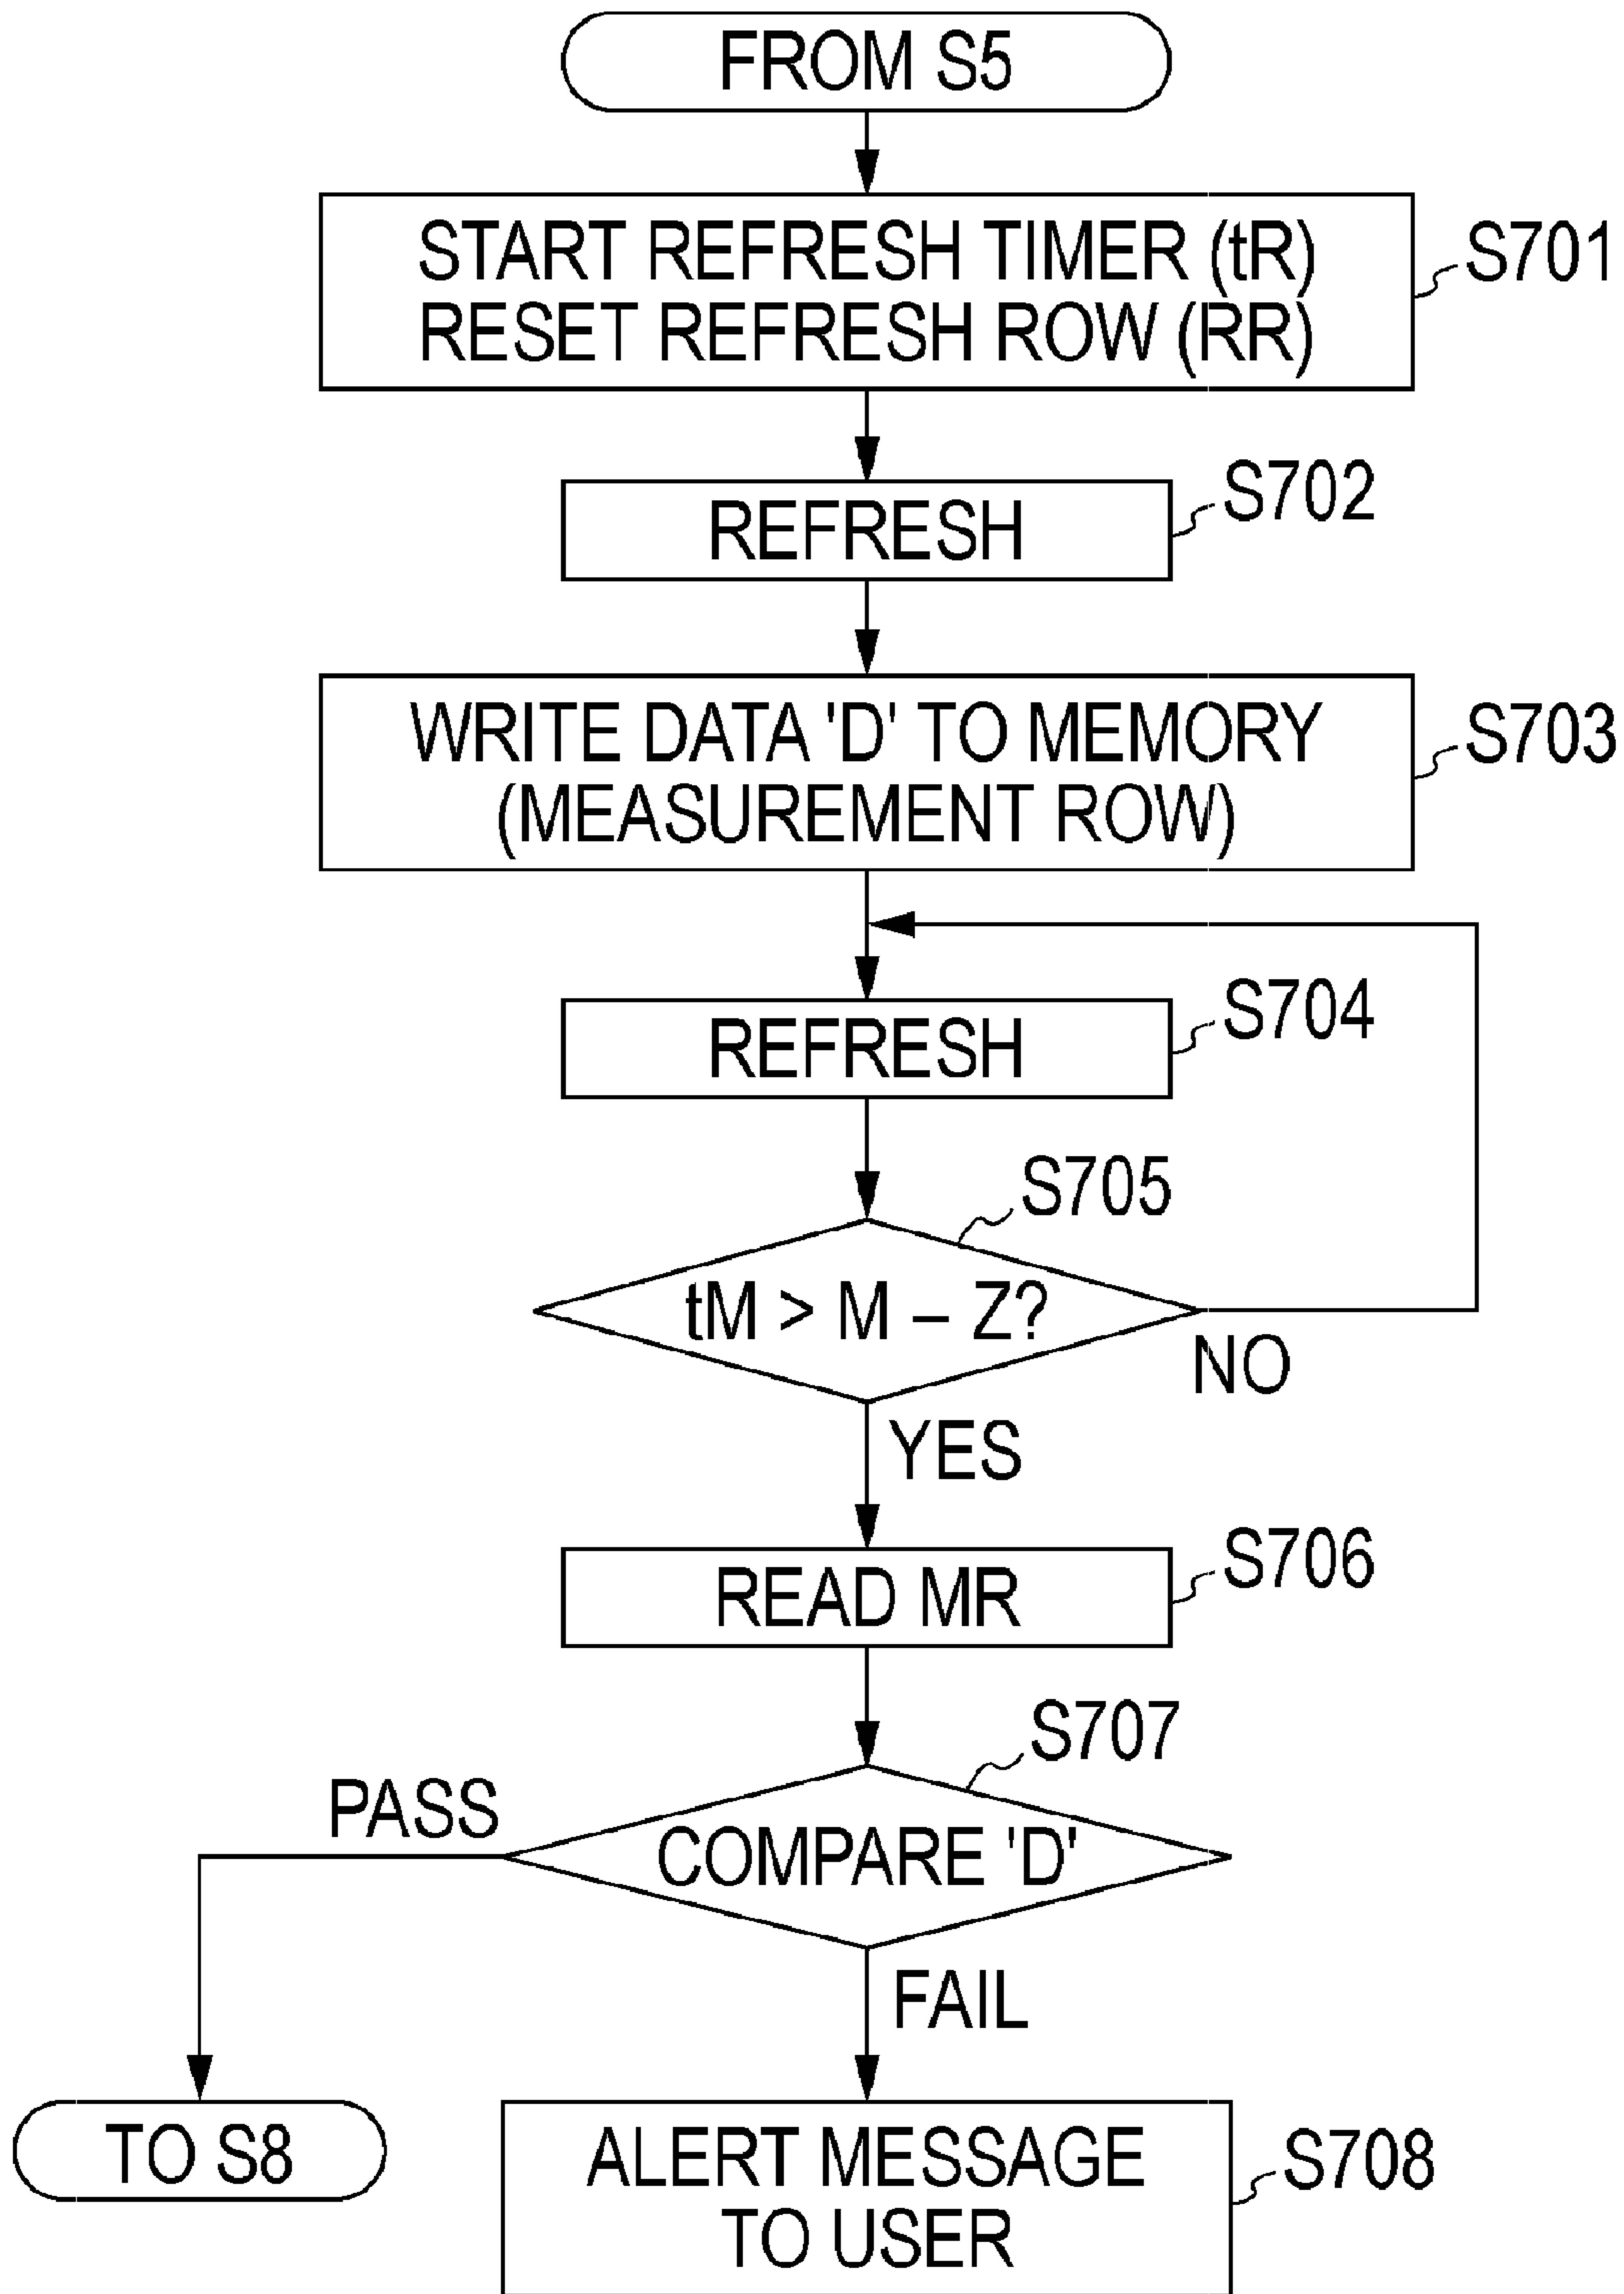 FROM S5
START REFRESH TIMER (tR)
RESET REFRESH ROW (RR)
S701
REFRESH
S702
WRITE DATA 'D' TO MEMORY
(MEASUREMENT ROW)
S703
REFRESH
S704
S705
tM > M – Z?
NO
YES
READ MR
S706
S707
COMPARE 'D'
PASS
FAIL
TO S8
ALERT MESSAGE
TO USER
S708